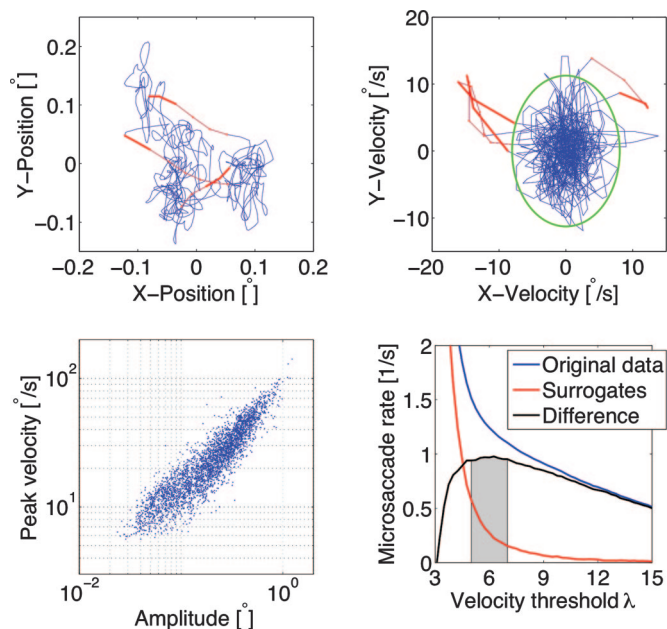 0.2
0.1
0
−0.1
Y−Position [°]
−0.2 −0.1 0 0.1 0.2
X−Position [°]
20
10
0
−10
Y−Velocity [°/s]
−20 −10 0 10
X−Velocity [°/s]
10²
10¹
Peak velocity [°/s]
10⁻² 10⁰
Amplitude [°]
2
1.5
1
0.5
0
Microsaccade rate [1/s]
Original data
Surrogates
Difference
3 6 9 12 15
Velocity threshold λ